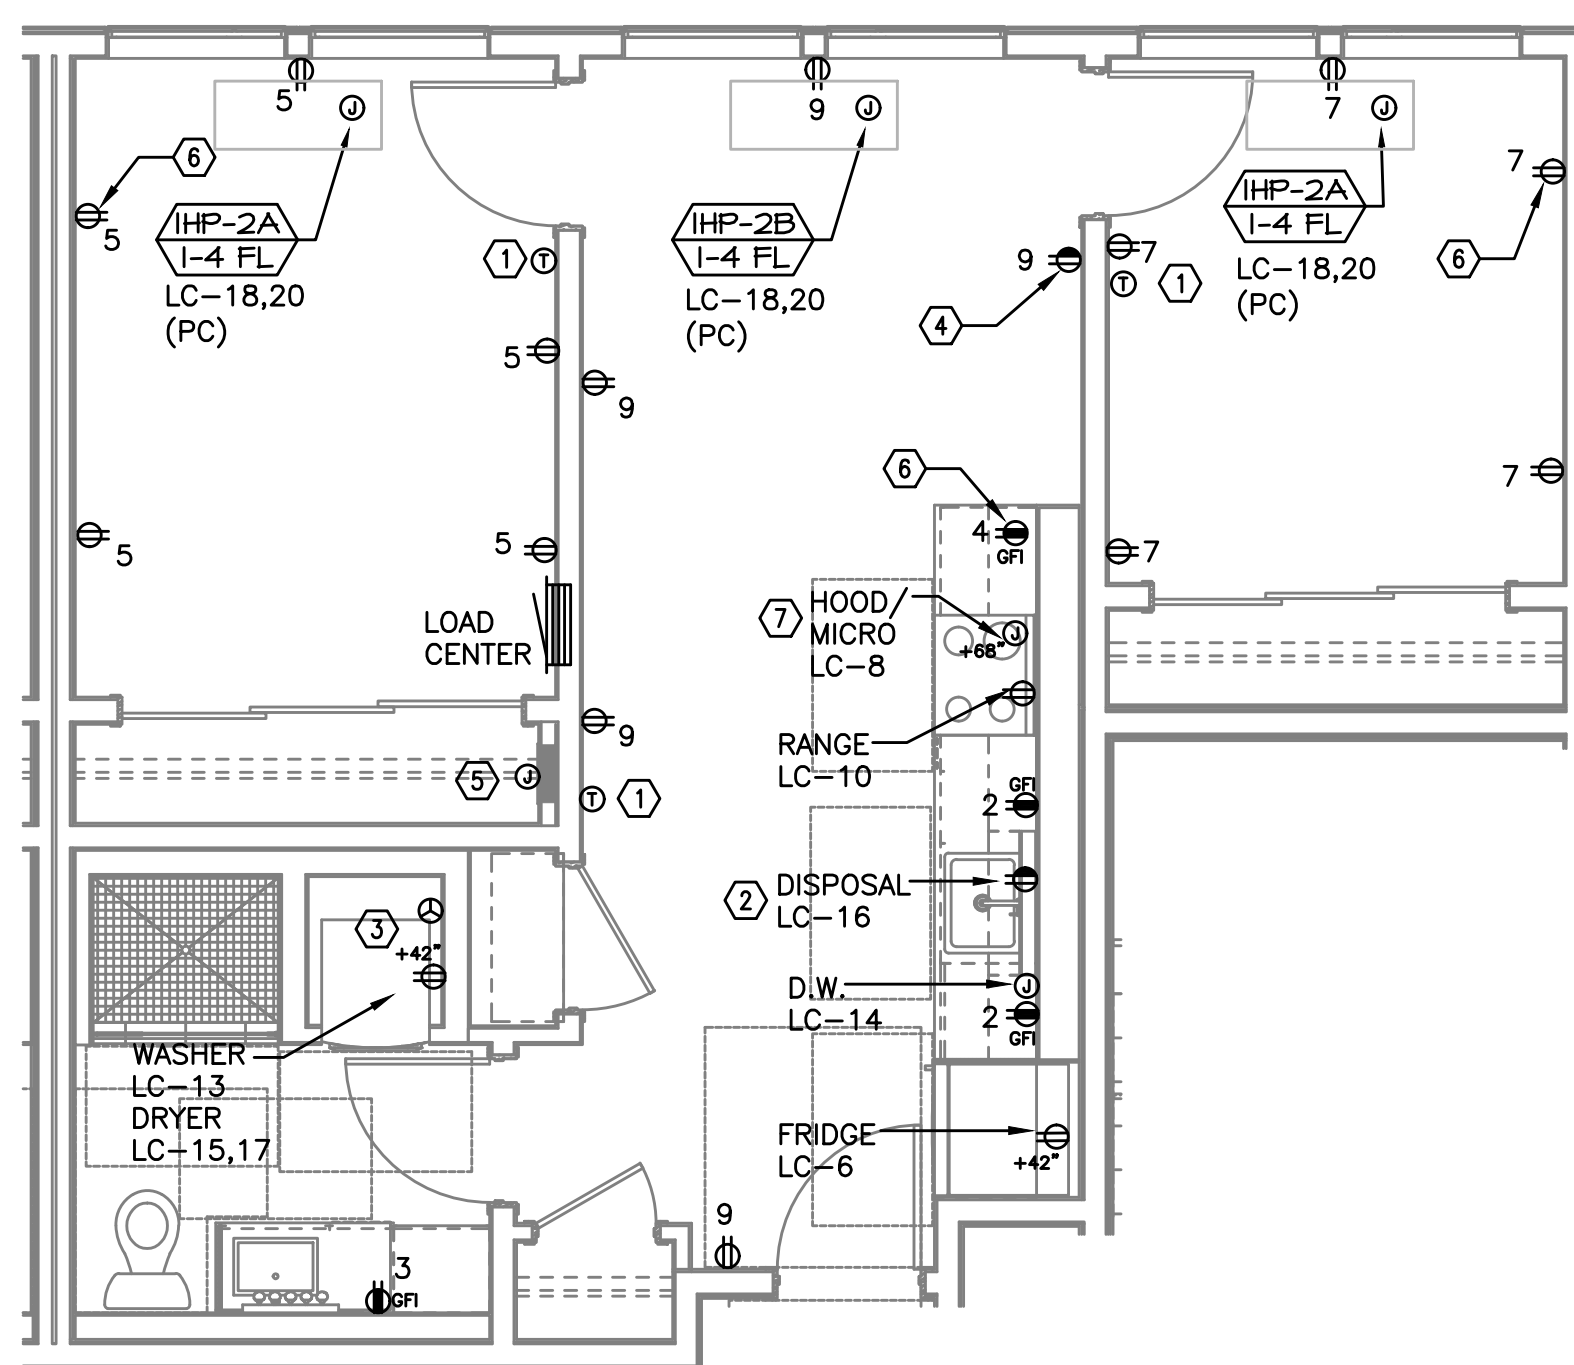 5
J
9
J
7
J
6
5
IHP-2A
1-4 FL
LC-18,20
(PC)
1
T
IHP-2B
1-4 FL
LC-18,20
(PC)
9
4
IHP-2A
1-4 FL
LC-18,20
(PC)
7
6
7
T
1
5
9
5
5
6
4
GFI
7
7
LOAD
CENTER
7
HOOD/
MICRO
LC-8
J
+68"
RANGE
LC-10
9
5
J
T
1
GFI
2
2
DISPOSAL
LC-16
3
+42"
D.W.
LC-14
J
2
GFI
WASHER
LC-13
DRYER
LC-15,17
FRIDGE
LC-6
+42"
9
3
GFI